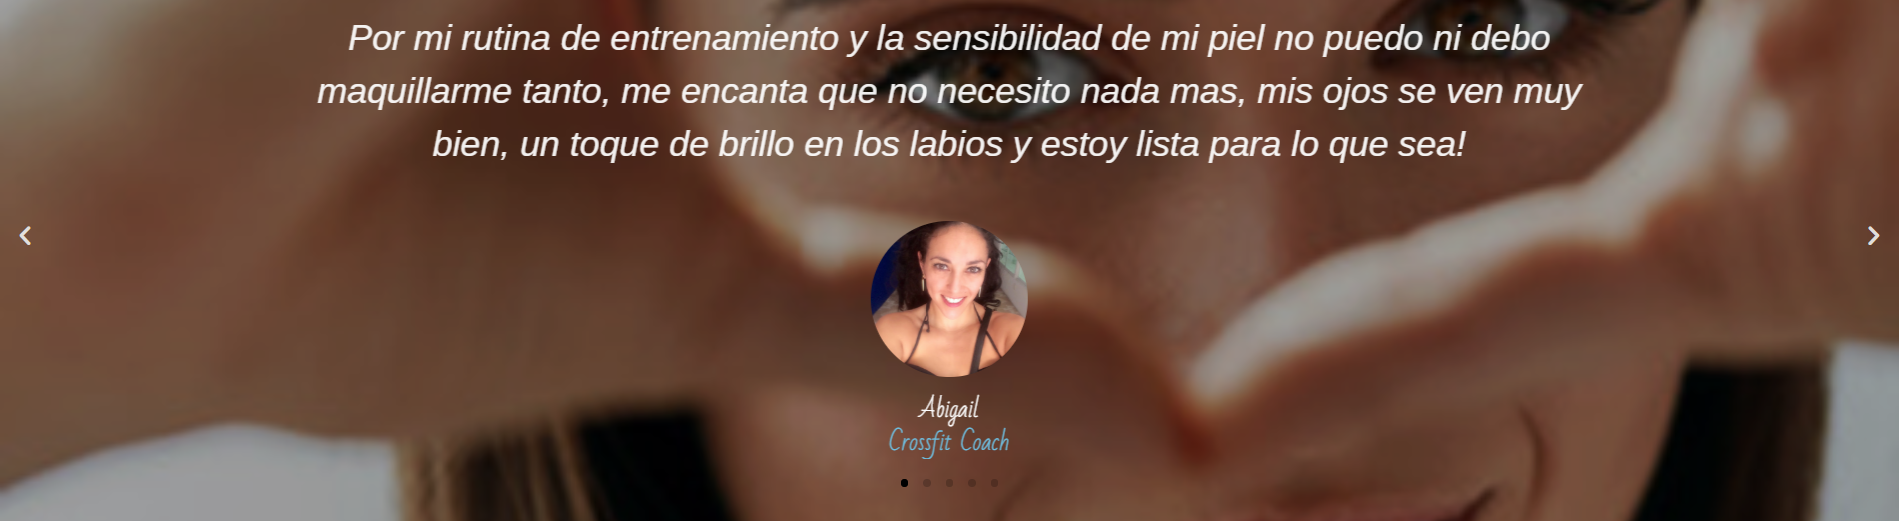 Por mi rutina de entrenamiento y la sensibilidad de mi piel no puedo ni debo
maquillarme tanto, me encanta que no necesito nada mas, mis ojos se ven muy
bien, un toque de brillo en los labios y estoy lista para lo que sea!
Abigail
Crossfit Coach